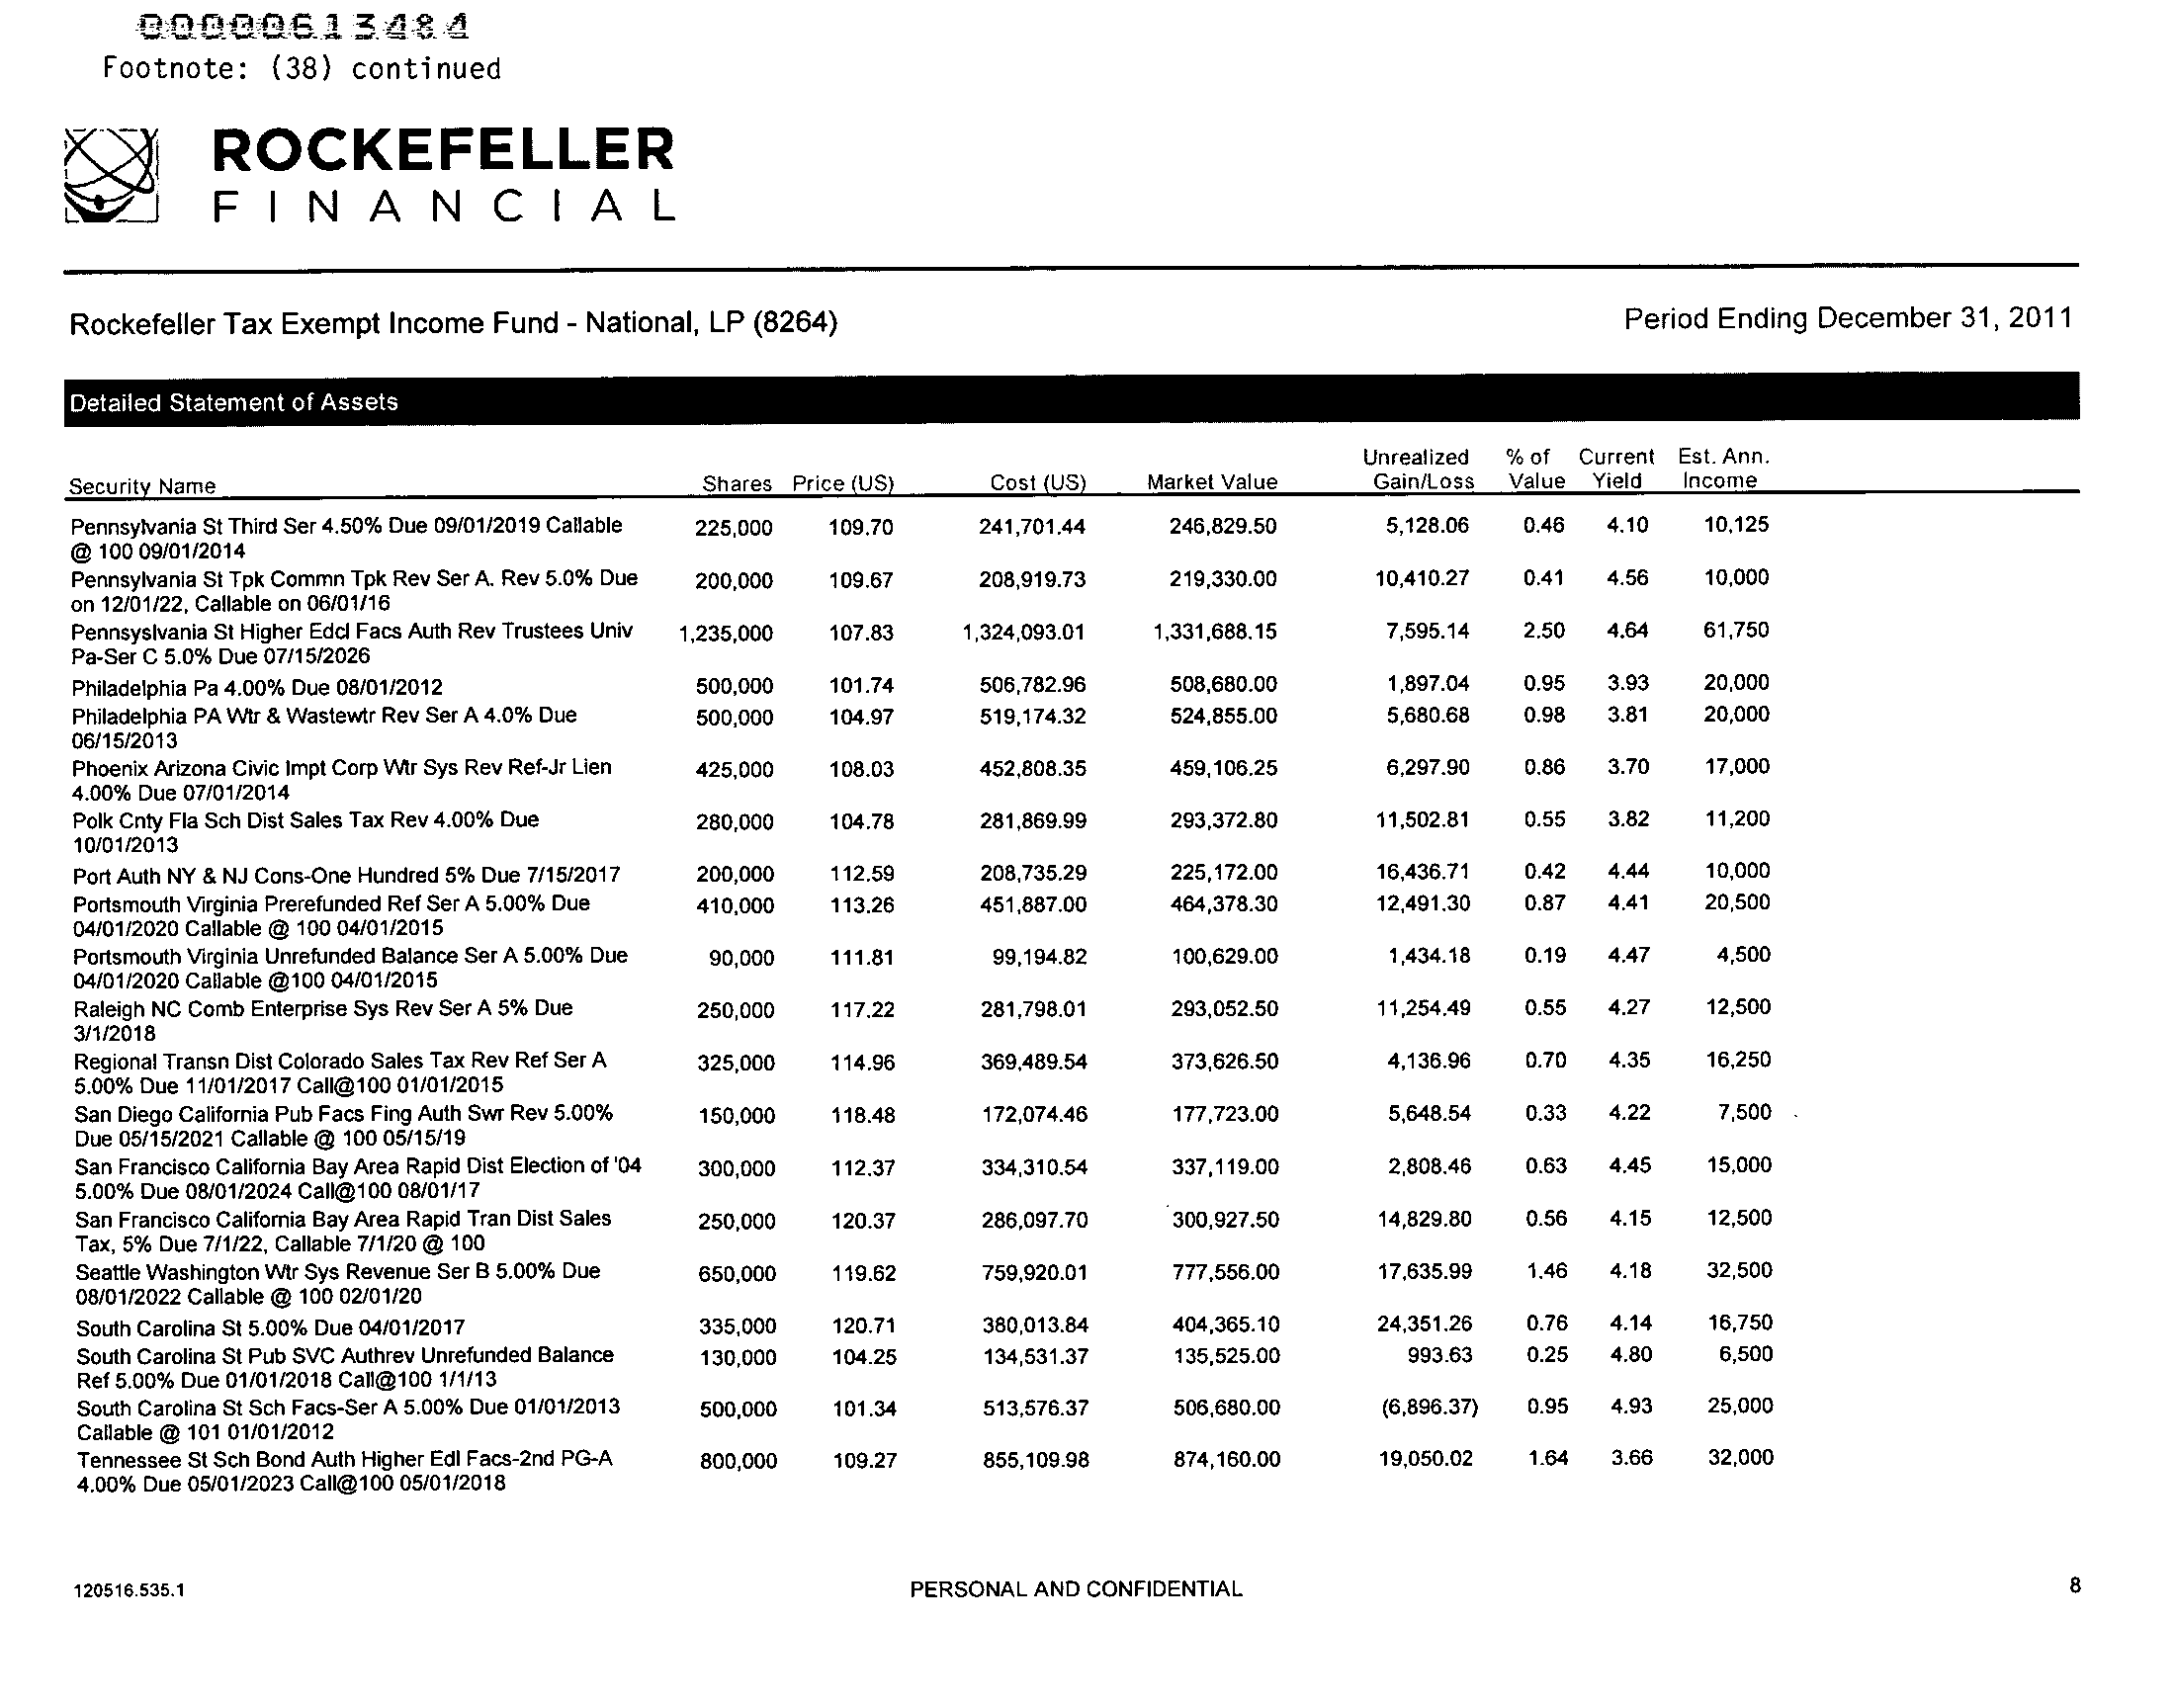 00000613484
Footnote: (38) continued
ROCKEFELLER
FINANCIAL
Rockefeller Tax Exempt Income Fund - National, LP (8264) Period Ending December 31, 2011
Detailed Statement of Assets
Unrealized % of Current Est. Ann.
Security Name Shares Price (US) Cost (US) Market Value Gain/Loss Value Yield Income
Pennsylvania St Third Ser 4.50% Due 09/01/2019 Callable 225,000 109.70 241,701.44 246,829.50 5,128.06 0.46 4.10 10,125
@ 100 09/01/2014
Pennsylvania St Tpk Commn Tpk Rev Ser A. Rev 5.0% Due 200,000 109.67 208,919.73 219,330.00 10,410.27 0.41 4.56 10,000
on 12/01/22, Callable on 06/01/16
Pennsyslvania St Higher Edcl Facs Auth Rev Trustees Univ 1,235,000 107.83 1,324,093.01 1,331,688.15 7,595.14 2.50 4.64 61,750
Pa-Ser C 5.0% Due 07/15/2026
Philadelphia Pa 4.00% Due 08/01/2012 500,000 101.74 506,782.96 508,680.00 1,897.04 0.95 3.93 20,000
Philadelphia PA Wtr & Wastewtr Rev Ser A 4.0% Due 500,000 104.97 519,174.32 524,855.00 5,680.68 0.98 3.81 20,000
06/15/2013
Phoenix Arizona Civic Impt Corp Wtr Sys Rev Ref-Jr Lien 425,000 108.03 452,808.35 459,106.25 6,297.90 0.86 3.70 17,000
4.00% Due 07/01/2014
Polk Cnty Fla Sch Dist Sales Tax Rev 4.00% Due 280,000 104.78 281,869.99 293,372.80 11,502.81 0.55 3.82 11,200
10/01/2013
Port Auth NY & NJ Cons-One Hundred 5% Due 7/15/2017 200,000 112.59 208,735.29 225,172.00 16,436.71 0.42 4.44 10,000
Portsmouth Virginia Prerefunded Ref Ser A 5.00% Due 410,000 113.26 451,887.00 464,378.30 12,491.30 0.87 4.41 20,500
04/01/2020 Callable @ 100 04/01/2015
Portsmouth Virginia Unrefunded Balance Ser A 5.00% Due 90,000 111.81 99,194.82 100,629.00 1,434.18 0.19 4.47 4,500
04/01/2020 Callable @100 04/01/2015
Raleigh NC Comb Enterprise Sys Rev Ser A 5% Due 250,000 117.22 281,798.01 293,052.50 11,254.49 0.55 4.27 12,500
3/1/2018
Regional Transn Dist Colorado Sales Tax Rev Ref Ser A 325,000 114.96 369,489.54 373,626.50 4,136.96 0.70 4.35 16,250
5.00% Due 11/01/2017 Call@100 01/01/2015
San Diego California Pub Facs Fing Auth Swr Rev 5.00% 150,000 118.48 172,074.46 177,723.00 5,648.54 0.33 4.22 7,500
Due 05/15/2021 Callable @ 100 05/15/19
San Francisco California Bay Area Rapid Dist Election of '04 300,000 112.37 334,310.54 337,119.00 2,808.46 0.63 4.45 15,000
5.00% Due 08/01/2024 Call@100 08/01/17
San Francisco California Bay Area Rapid Tran Dist Sales 250,000 120.37 286,097.70 300,927.50 14,829.80 0.56 4.15 12,500
Tax, 5% Due 7/1/22, Callable 7/1/20 @ 100
Seattle Washington Wtr Sys Revenue Ser B 5.00% Due 650,000 119.62 759,920.01 777,556.00 17,635.99 1.46 4.18 32,500
08/01/2022 Callable @ 100 02/01/20
South Carolina St 5.00% Due 04/01/2017 335,000 120.71 380,013.84 404,365.10 24,351.26 0.76 4.14 16,750
South Carolina St Pub SVC Authrev Unrefunded Balance 130,000 104.25 134,531.37 135,525.00 993.63 0.25 4.80 6,500
Ref 5.00% Due 01/01/2018 Call@100 1/1/13
South Carolina St Sch Facs-Ser A 5.00% Due 01/01/2013 500,000 101.34 513,576.37 506,680.00 (6,896.37) 0.95 4.93 25,000
Callable @ 101 01/01/2012
Tennessee St Sch Bond Auth Higher Edl Facs-2nd PG-A 800,000 109.27 855,109.98 874,160.00 19,050.02 1.64 3.66 32,000
4.00% Due 05/01/2023 Call@100 05/01/2018
120516.535.1 PERSONAL AND CONFIDENTIAL 8